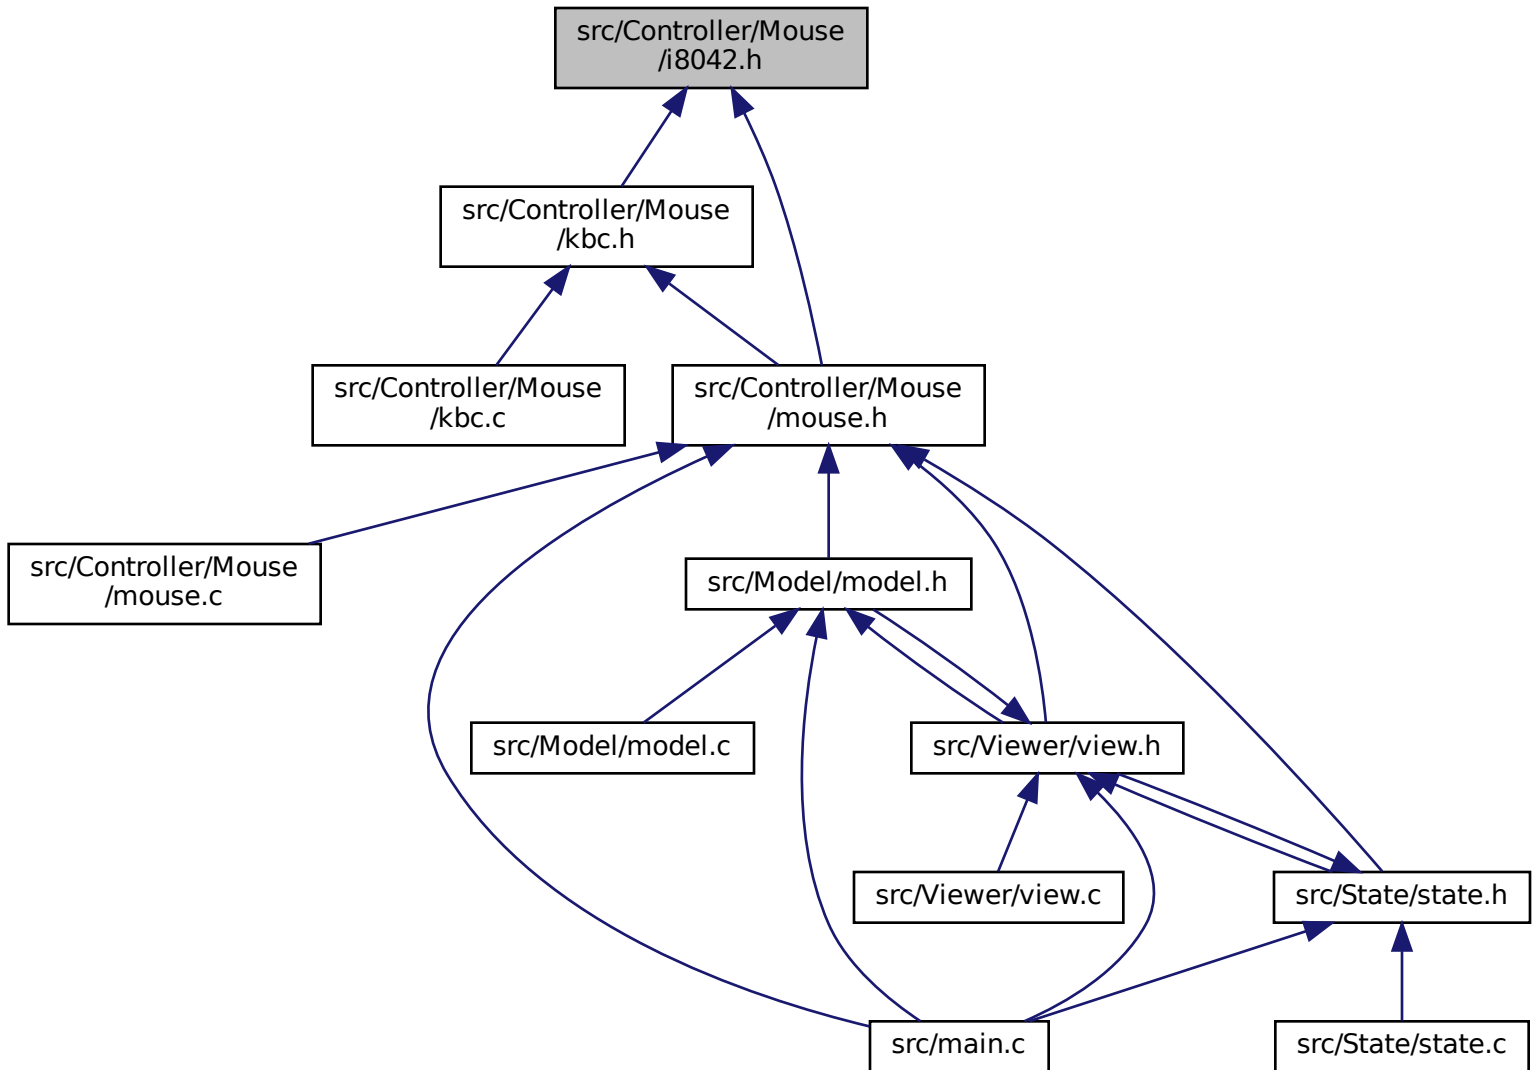 src/Controller/Mouse
/i8042.h
src/Controller/Mouse
/kbc.h
src/Controller/Mouse
/kbc.c
src/Controller/Mouse
/mouse.h
src/Controller/Mouse
/mouse.c
src/Model/model.h
src/Model/model.c
src/Viewer/view.h
src/Viewer/view.c
src/State/state.h
src/main.c
src/State/state.c